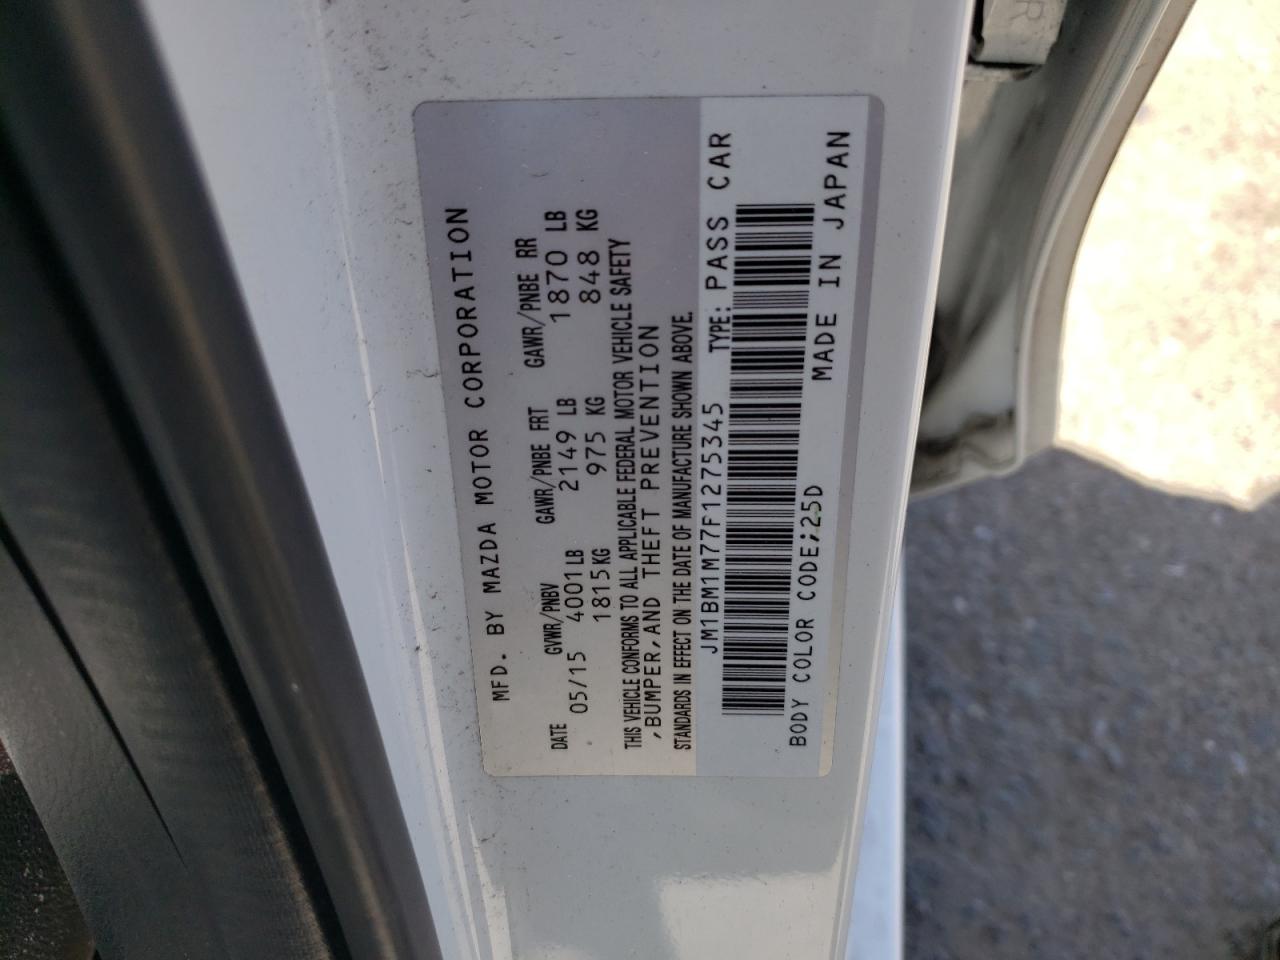 MFD. BY MAZDA MOTOR CORPORATION
DATE GVWR/PNBV GAWR/PNBE FRT GAWR/PNBE RR
05/15 4001LB 2149 LB 1870 LB
1815KG 975 KG 848 KG
THIS VEHICLE CONFORMS TO ALL APPLICABLE FEDERAL MOTOR VEHICLE SAFETY
,BUMPER,AND THEFT PREVENTION
STANDARDS IN EFFECT ON THE DATE OF MANUFACTURE SHOWN ABOVE.
JM1BM1M77F1275345 TYPE: PASS CAR
BODY COLOR CODE;25D MADE IN JAPAN